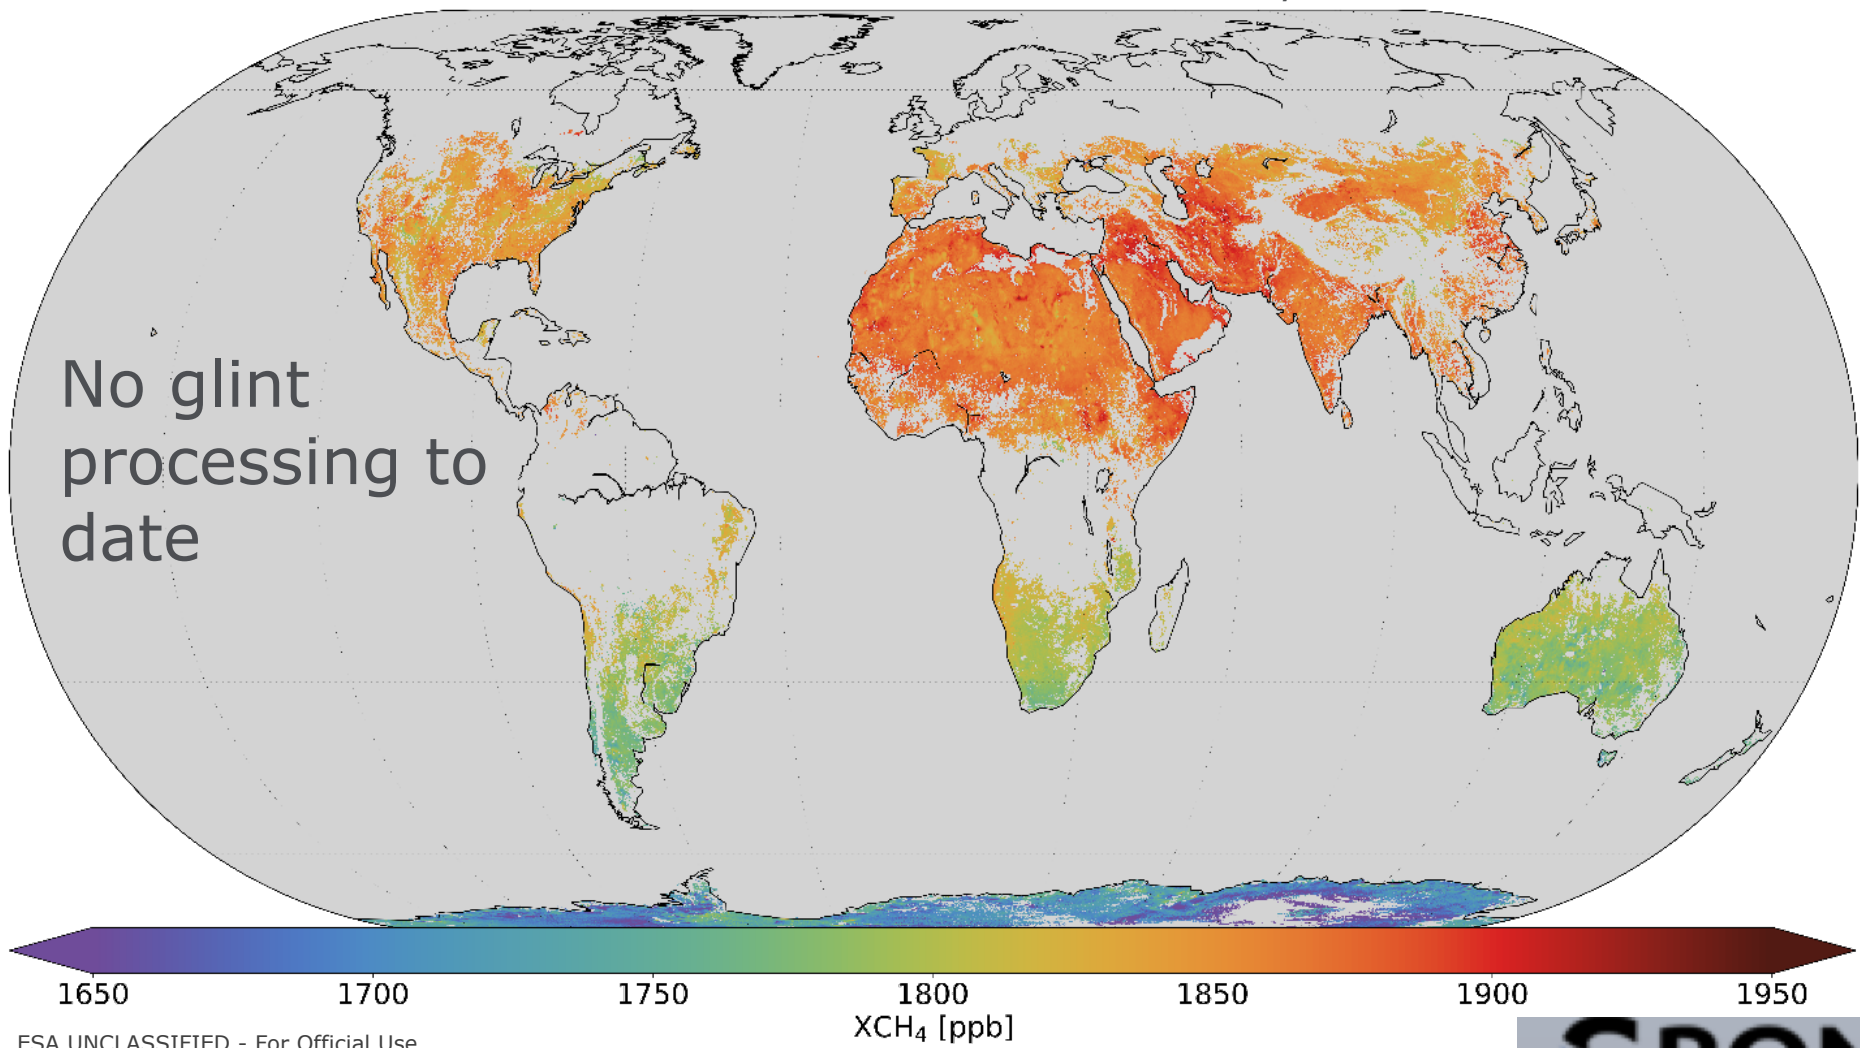 No glint
processing to
date
1650 1700 1750 1800 1850 1900 1950
XCH₄ [ppb]
ESA UNCLASSIFIED - For Official Use